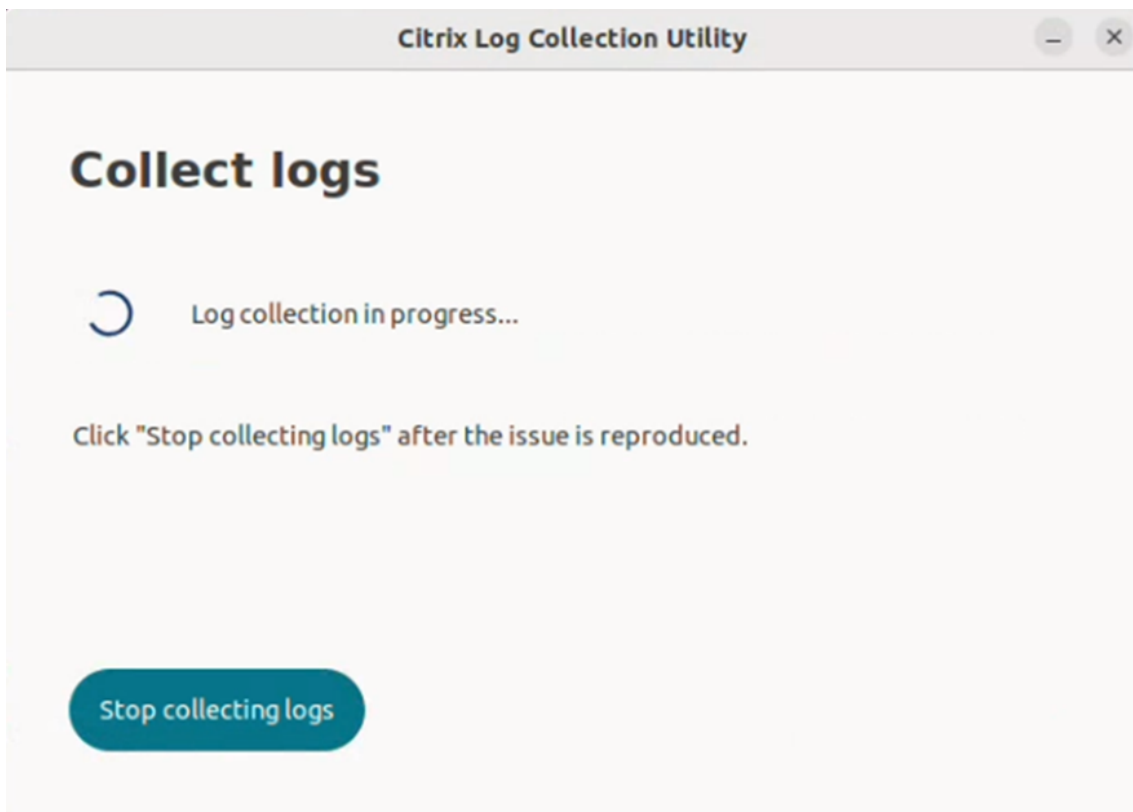 Citrix Log Collection Utility
Collect logs
Log collection in progress...
Click "Stop collecting logs" after the issue is reproduced.
Stop collecting logs